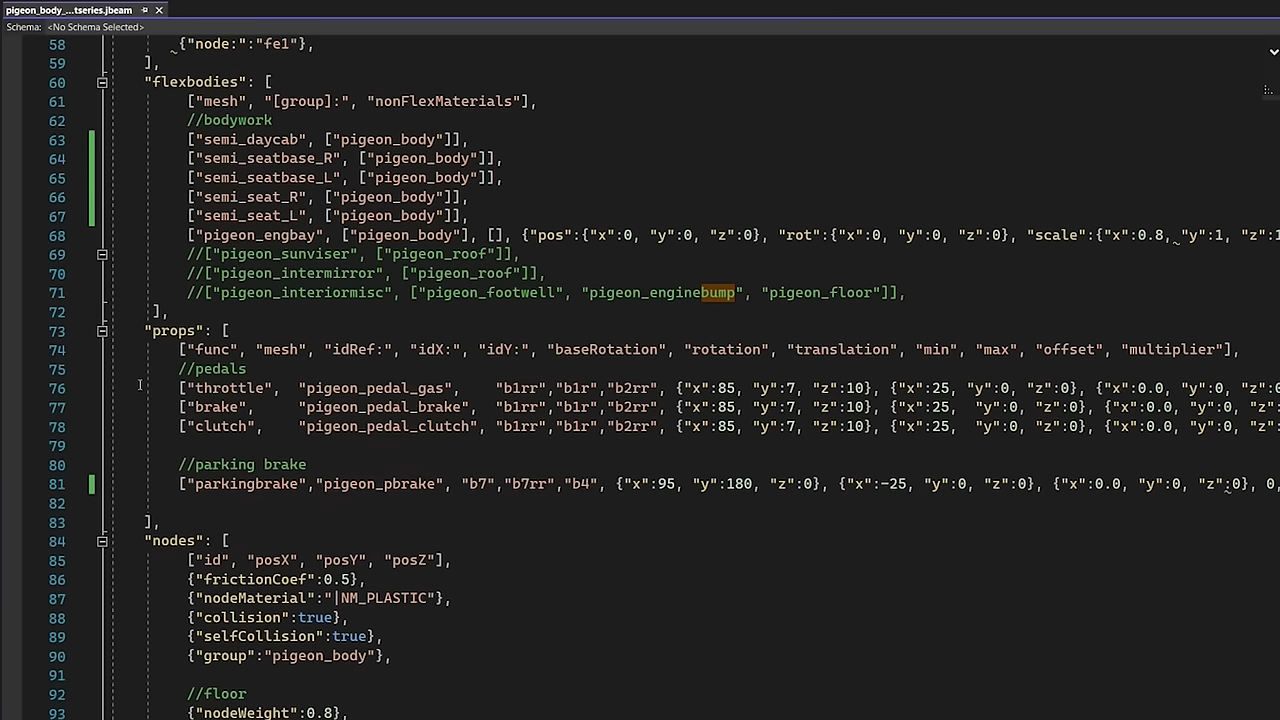 pigeon_body_...tseries.jbeam
Schema: <No Schema Selected>
58 {"node:":"fe1"},
59 ],
60 "flexbodies": [
61 ["mesh", "[group]:", "nonFlexMaterials"],
62 //bodywork
63 ["semi_daycab", ["pigeon_body"]],
64 ["semi_seatbase_R", ["pigeon_body"]],
65 ["semi_seatbase_L", ["pigeon_body"]],
66 ["semi_seat_R", ["pigeon_body"]],
67 ["semi_seat_L", ["pigeon_body"]],
68 ["pigeon_engbay", ["pigeon_body"], [], {"pos":{"x":0, "y":0, "z":0}, "rot":{"x":0, "y":0, "z":0}, "scale":{"x":0.8, "y":1, "z":1
69 //["pigeon_sunviser", ["pigeon_roof"]],
70 //["pigeon_intermirror", ["pigeon_roof"]],
71 //["pigeon_interiormisc", ["pigeon_footwell", "pigeon_enginebump", "pigeon_floor"]],
72 ],
73 "props": [
74 ["func", "mesh", "idRef:", "idX:", "idY:", "baseRotation", "rotation", "translation", "min", "max", "offset", "multiplier"],
75 //pedals
76 ["throttle", "pigeon_pedal_gas", "b1rr","b1r","b2rr", {"x":85, "y":7, "z":10}, {"x":25, "y":0, "z":0}, {"x":0.0, "y":0, "z":0
77 ["brake", "pigeon_pedal_brake", "b1rr","b1r","b2rr", {"x":85, "y":7, "z":10}, {"x":25, "y":0, "z":0}, {"x":0.0, "y":0, "z":
78 ["clutch", "pigeon_pedal_clutch", "b1rr","b1r","b2rr", {"x":85, "y":7, "z":10}, {"x":25, "y":0, "z":0}, {"x":0.0, "y":0, "z":
79
80 //parking brake
81 ["parkingbrake","pigeon_pbrake", "b7","b7rr","b4", {"x":95, "y":180, "z":0}, {"x":-25, "y":0, "z":0}, {"x":0.0, "y":0, "z":0}, 0,
82
83 ],
84 "nodes": [
85 ["id", "posX", "posY", "posZ"],
86 {"frictionCoef":0.5},
87 {"nodeMaterial":"|NM_PLASTIC"},
88 {"collision":true},
89 {"selfCollision":true},
90 {"group":"pigeon_body"},
91
92 //floor
93 {"nodeWeight":0.8},